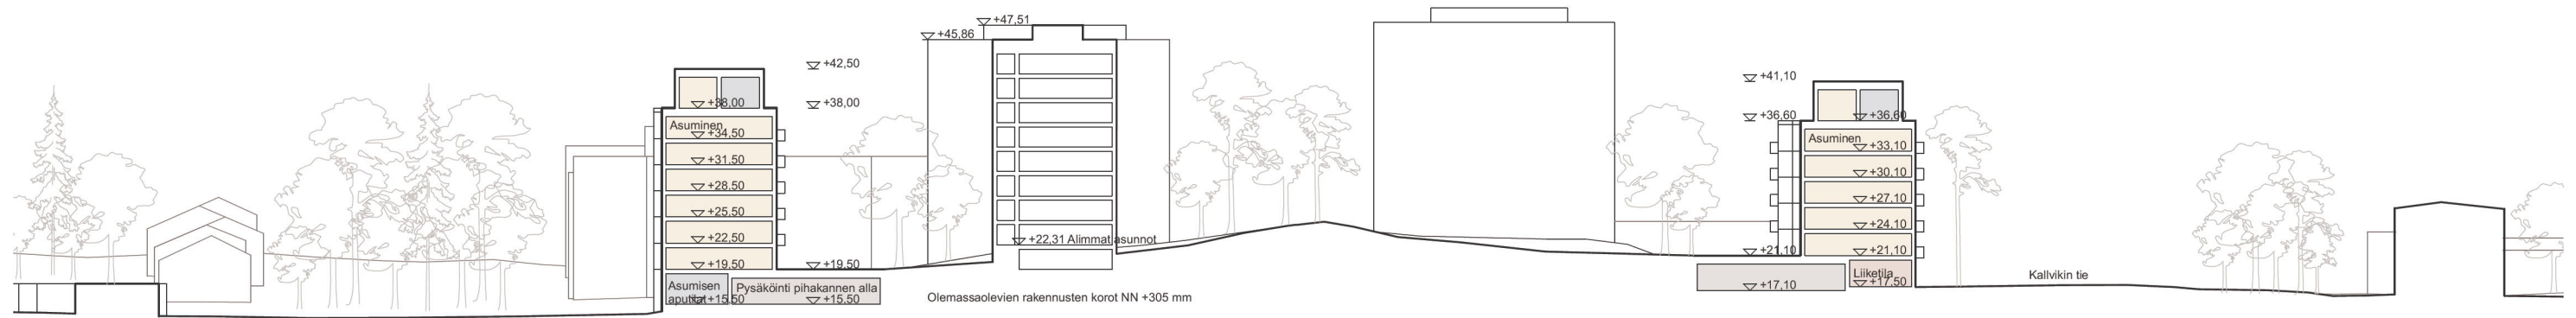 +47,51
+45,86
+42,50
+38,00
+38,00
Asuminen
+34,50
+31,50
+28,50
+25,50
+22,50
+19,50
+19,50
Asumisen
aputilat
+15,50
Pysäköinti pihakannen alla
+15,50
+22,31 Alimmat asunnot
Olemassaolevien rakennusten korot NN +305 mm
+41,10
+36,60
+36,60
Asuminen
+33,10
+30,10
+27,10
+24,10
+21,10
+21,10
Liiketila
+17,50
+17,10
Kallvikin tie